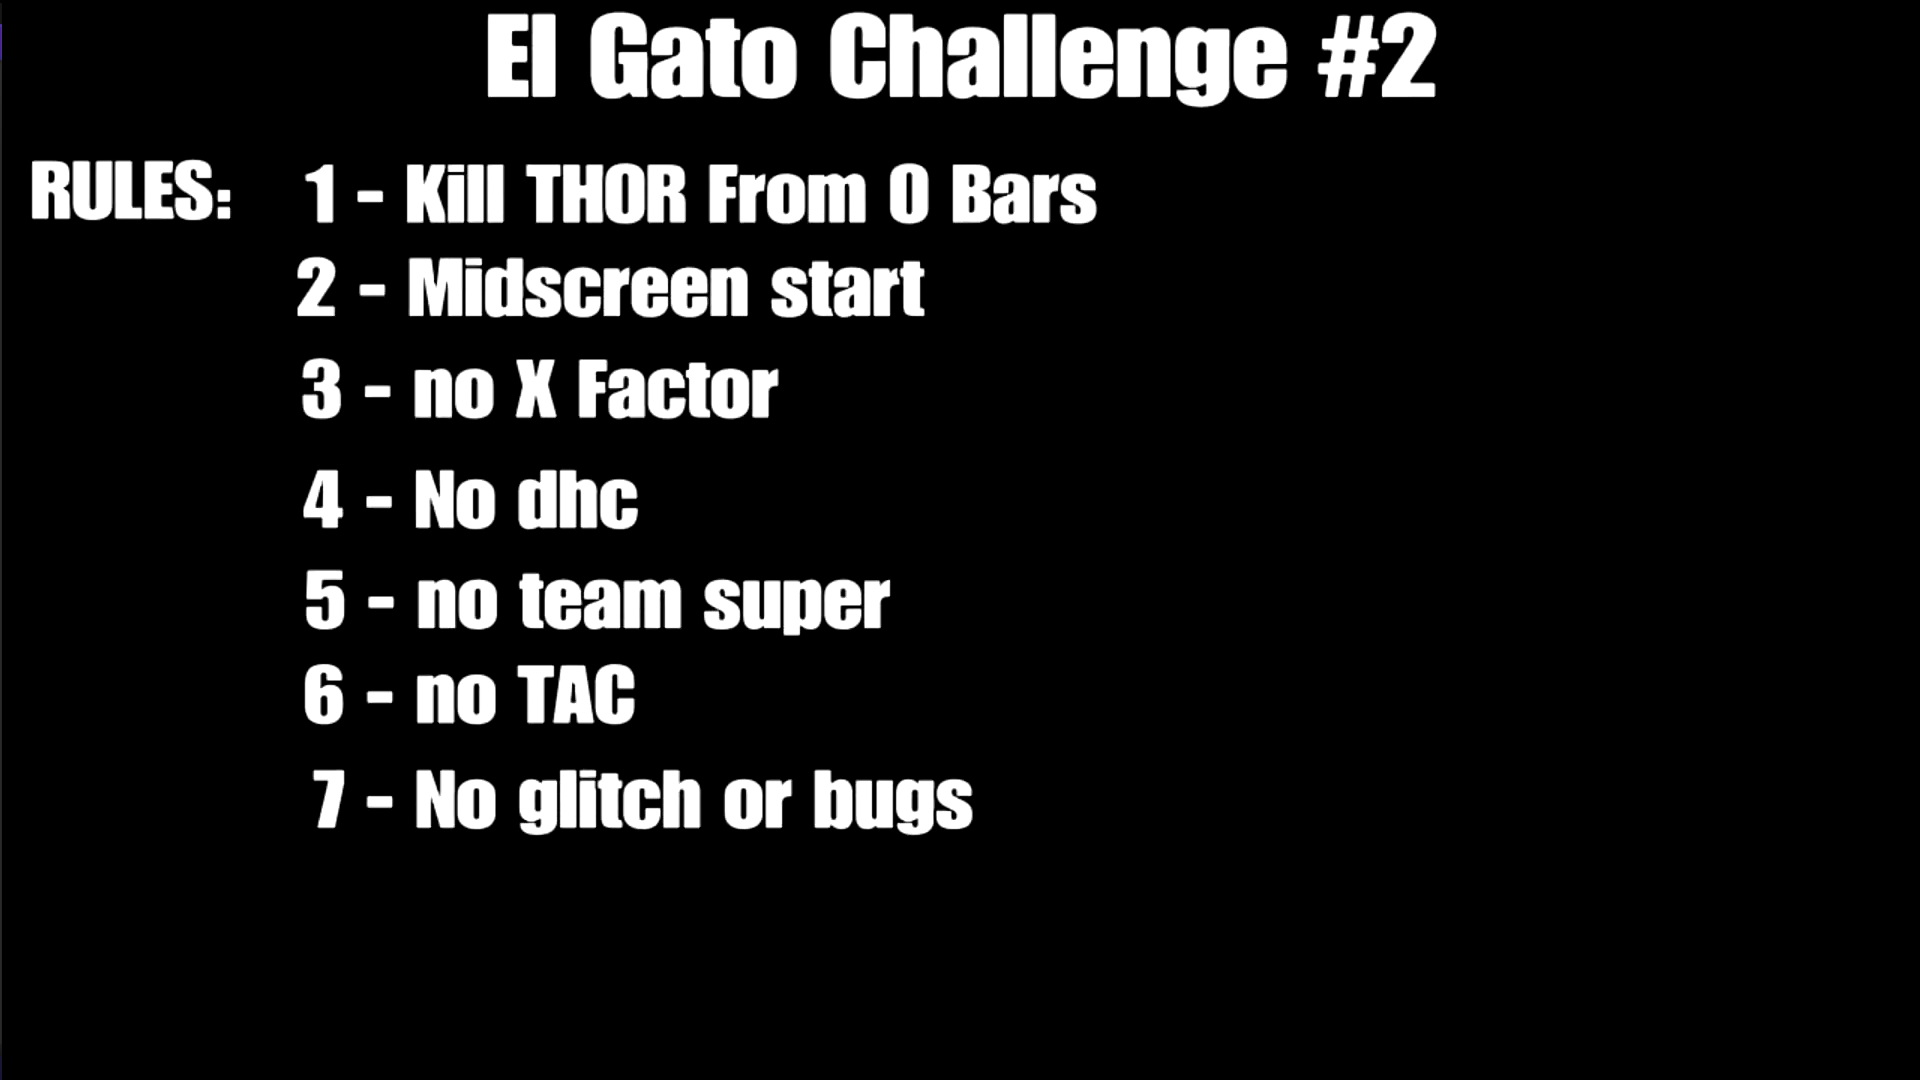 El Gato Challenge #2
RULES: 1 - Kill THOR From 0 Bars
2 - Midscreen start
3 - no X Factor
4 - No dhc
5 - no team super
6 - no TAC
7 - No glitch or bugs